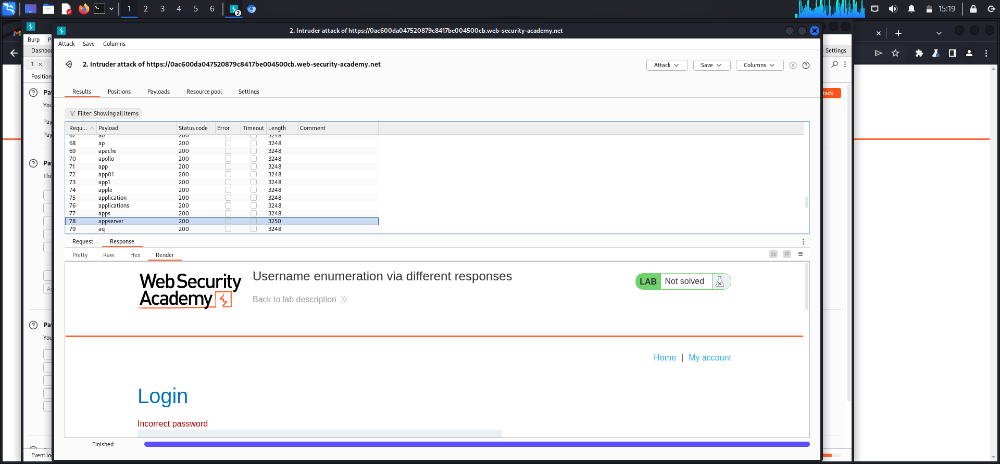 1 2 3 4 5 6 2 15:19
2. Intruder attack of https://0ac600da047520879c8417be004500cb.web-security-academy.net
Burp P
Attack Save Columns
Dashbo Settings
1 × 2. Intruder attack of https://0ac600da047520879c8417be004500cb.web-security-academy.net Attack Save Columns
Position
Results Positions Payloads Resource pool Settings
Pa tack
You
Filter: Showing all items
Pay
Requ... Payload Status code Error Timeout Length Comment
Pay
67 ao 200 3248
68 ap 200 3248
69 apache 200 3248
70 apollo 200 3248
71 app 200 3248
72 app01 200 3248
73 app1 200 3248
74 apple 200 3248
75 application 200 3248
76 applications 200 3248
77 apps 200 3248
78 appserver 200 3250
79 aq 200 3248
Pa
This
Request Response
Pretty Raw Hex Render \n
WebSecurity
Academy
Username enumeration via different responses
LAB Not solved
Back to lab description
Ad
Pa
You
Home | My account
Login
Incorrect password
Finished
Event lo